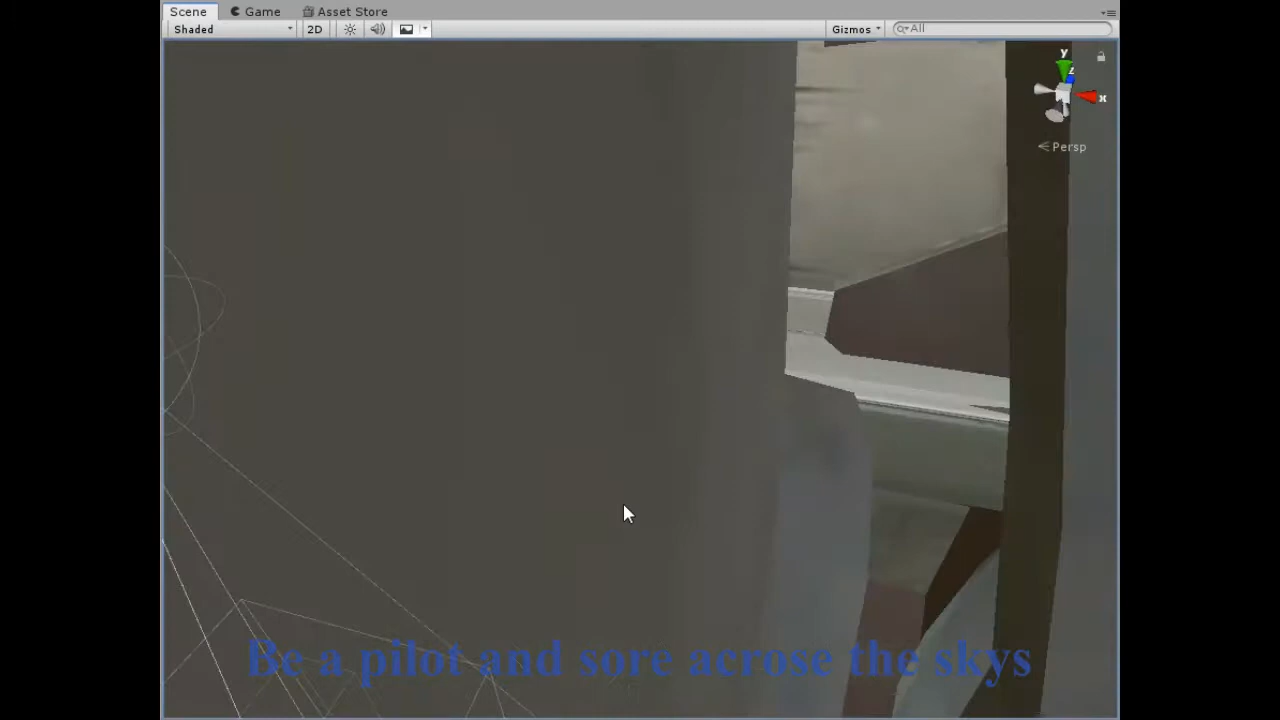 Scene Game Asset Store
Shaded 2D Gizmos All
y
z
x
Persp
Be a pilot and sore acrose the skys